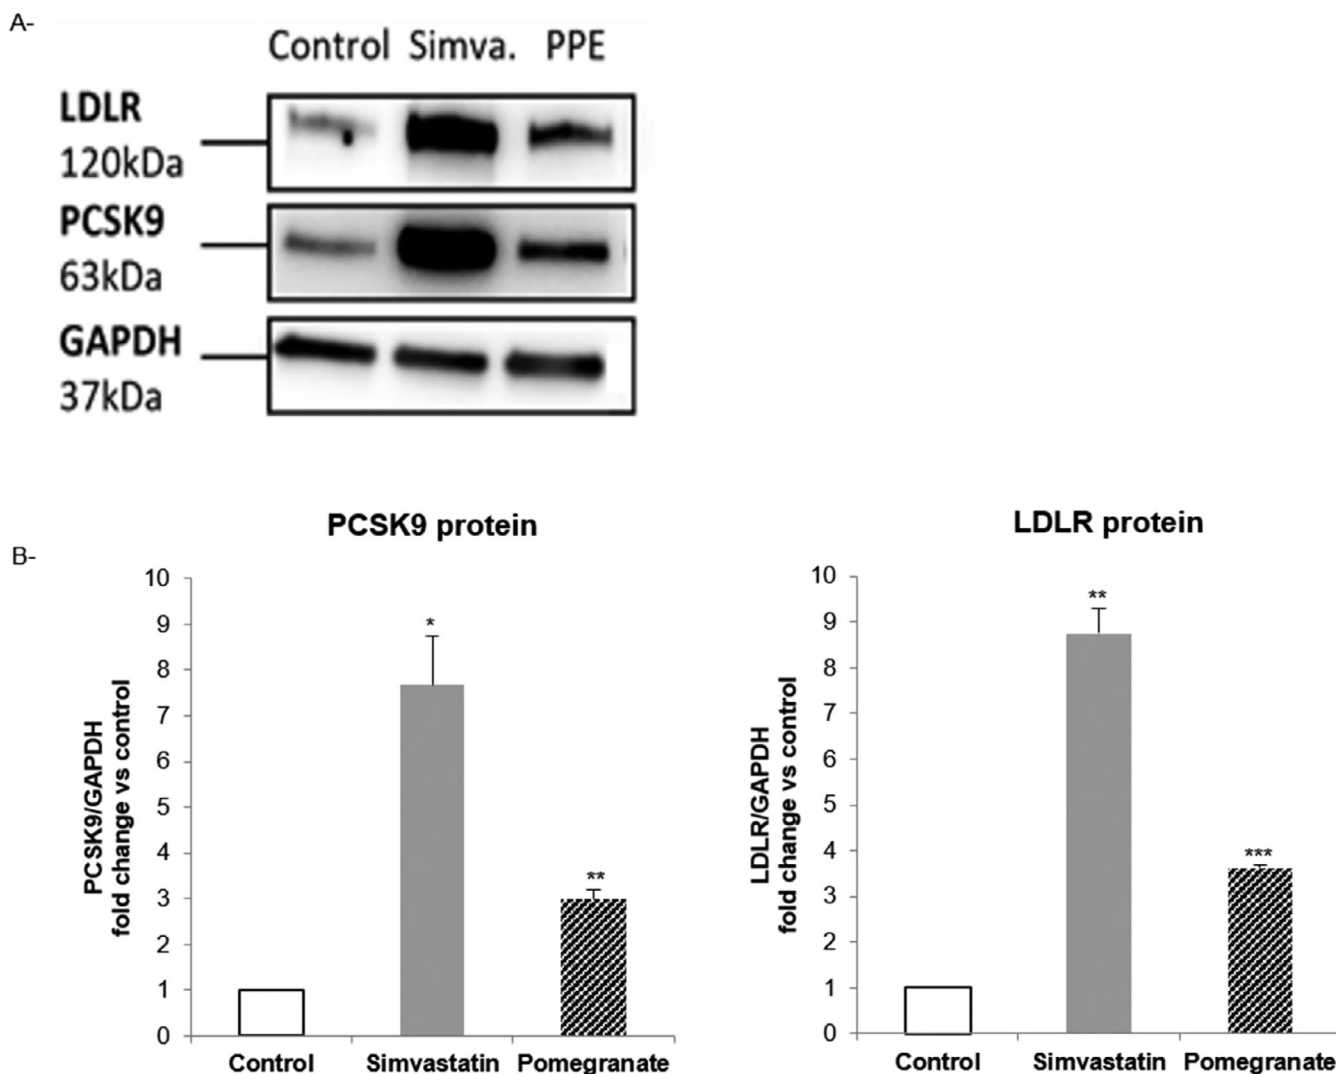 A-
Control Simva. PPE
LDLR
120kDa
PCSK9
63kDa
GAPDH
37kDa
B-
PCSK9 protein
PCSK9/GAPDH
fold change vs control
10
9
8
7
6
5
4
3
2
1
0
*
**
Control Simvastatin Pomegranate
LDLR protein
LDLR/GAPDH
fold change vs control
10
9
8
7
6
5
4
3
2
1
0
**
***
Control Simvastatin Pomegranate